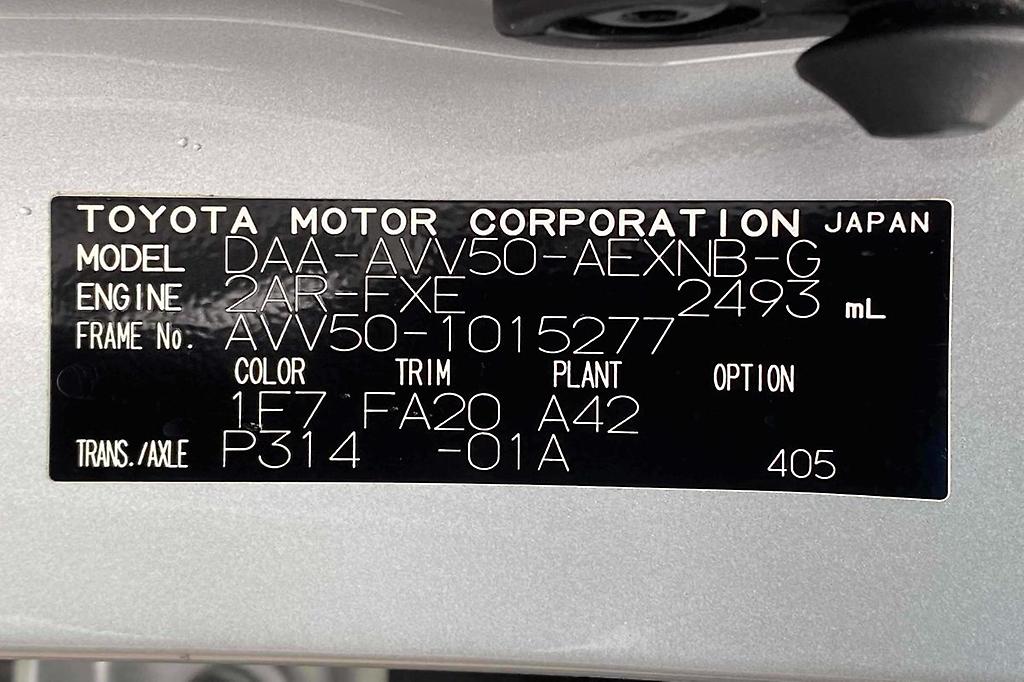 TOYOTA MOTOR CORPORATION JAPAN
MODEL DAA-AVV50-AEXNB-G
ENGINE 2AR-FXE 2493 mL
FRAME No. AVV50-1015277
COLOR TRIM PLANT OPTION
1F7 FA20 A42
TRANS./AXLE P314 -01A 405